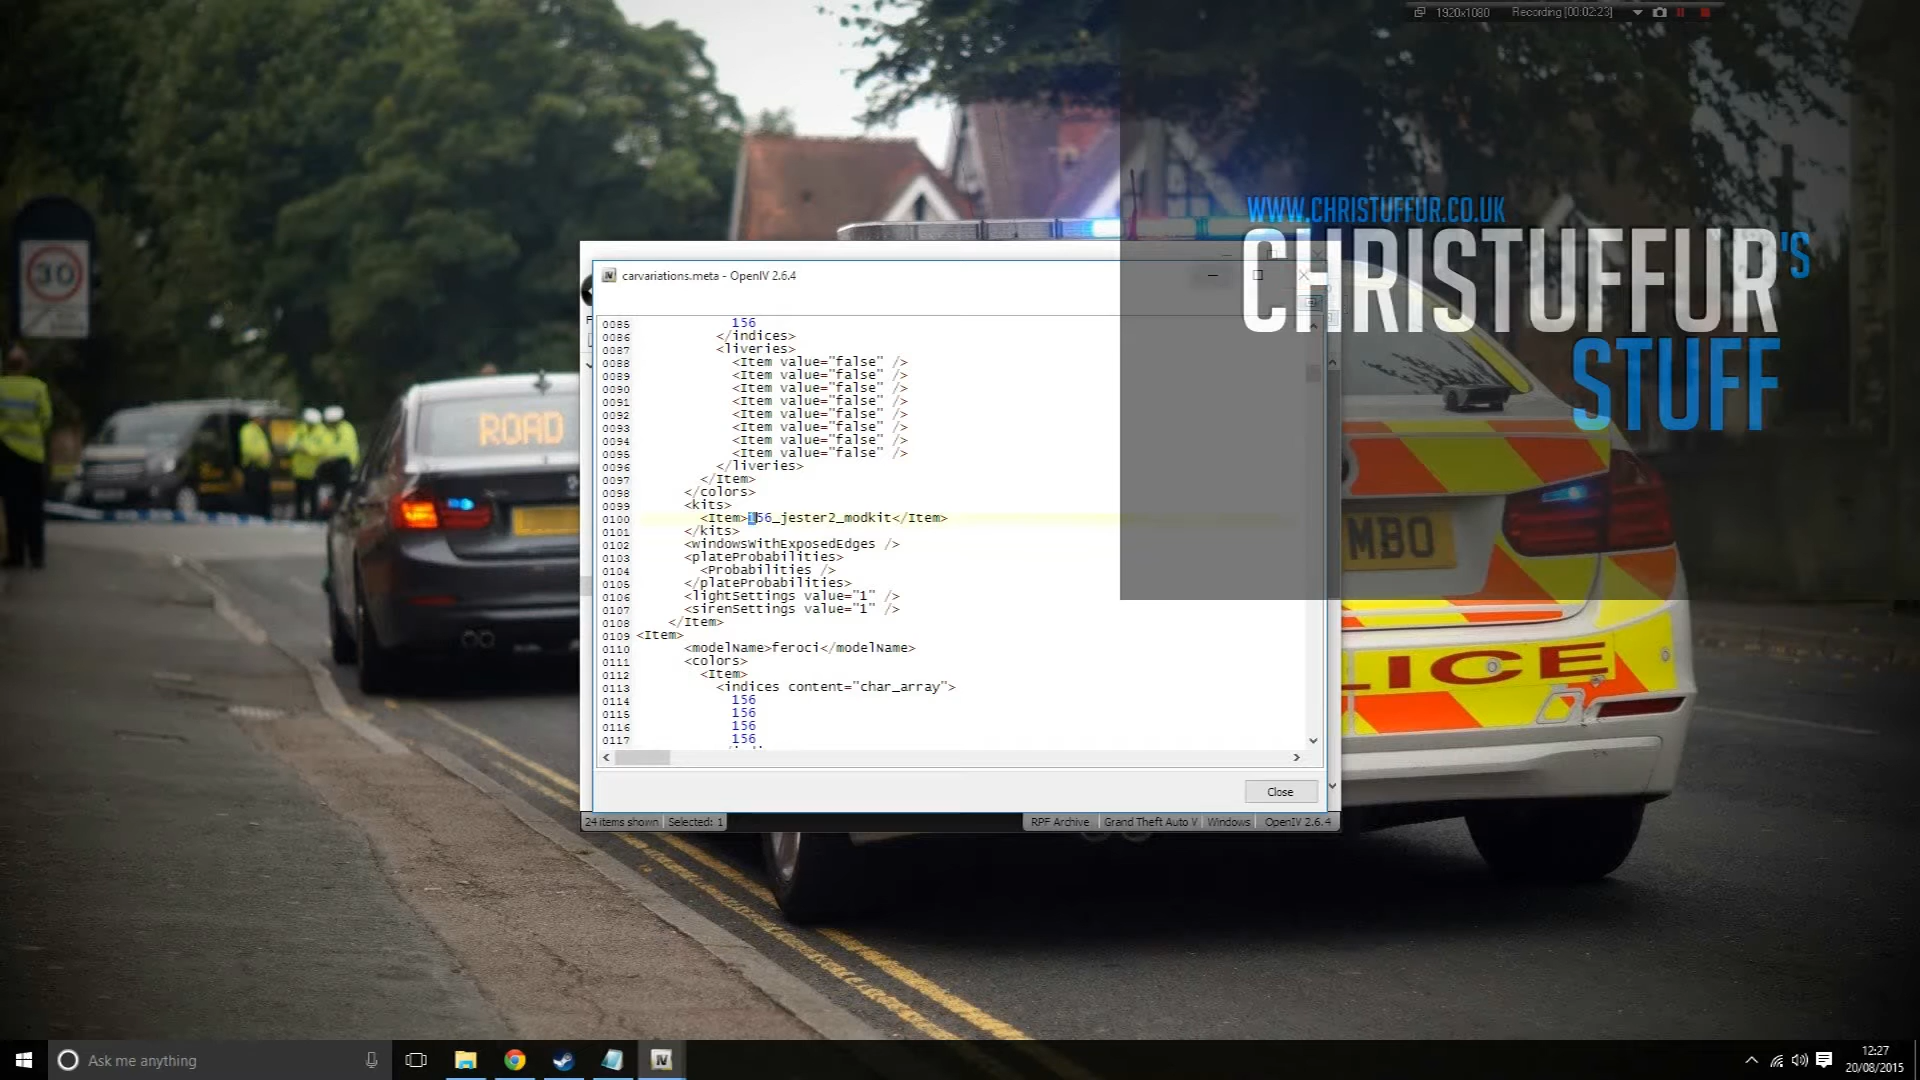 1920x1080 Recording [00:02:23]
30
ROAD
WWW.CHRISTUFFUR.CO.UK
CHRISTUFFUR'S
STUFF
MBO
LICE
carvariations.meta - OpenIV 2.6.4
0085 156
0086 </indices>
0087 <liveries>
0088 <Item value="false" />
0089 <Item value="false" />
0090 <Item value="false" />
0091 <Item value="false" />
0092 <Item value="false" />
0093 <Item value="false" />
0094 <Item value="false" />
0095 <Item value="false" />
0096 </liveries>
0097 </Item>
0098 </colors>
0099 <kits>
0100 <Item>156_jester2_modkit</Item>
0101 </kits>
0102 <windowsWithExposedEdges />
0103 <plateProbabilities>
0104 <Probabilities />
0105 </plateProbabilities>
0106 <lightSettings value="1" />
0107 <sirenSettings value="1" />
0108 </Item>
0109 <Item>
0110 <modelName>feroci</modelName>
0111 <colors>
0112 <Item>
0113 <indices content="char_array">
0114 156
0115 156
0116 156
0117 156
Close
24 items shown Selected: 1 RPF Archive Grand Theft Auto V Windows OpenIV 2.6.4
Ask me anything
12:27
20/08/2015